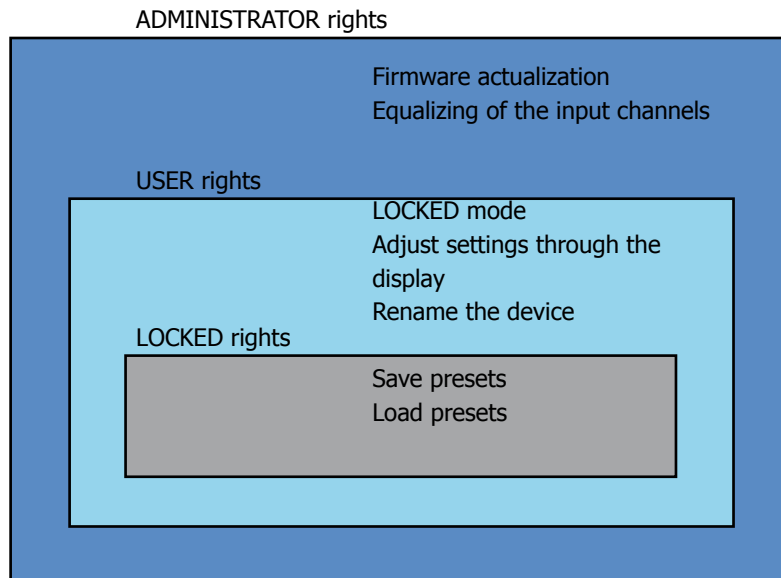 ADMINISTRATOR rights
Firmware actualization
Equalizing of the input channels
USER rights
LOCKED mode
Adjust settings through the
display
Rename the device
LOCKED rights
Save presets
Load presets